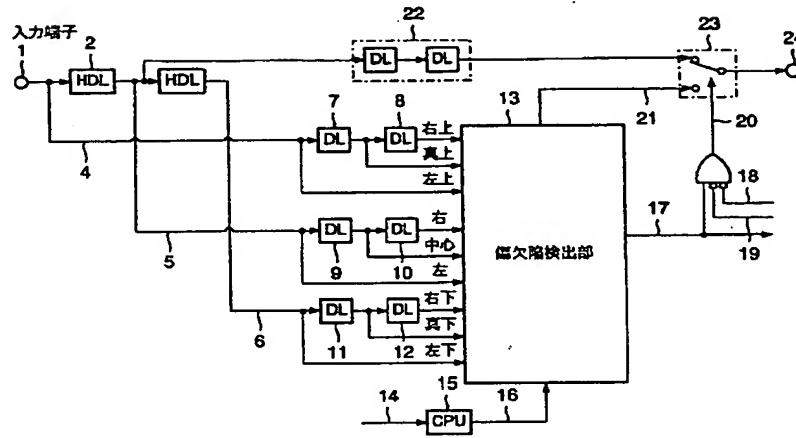 入力端子
1
2
HDL
HDL
22
DL
DL
23
24
21
20
4
7
DL
8
DL
右上
真上
左上
13
5
9
DL
10
DL
右
中心
左
傷欠陥検出部
17
18
19
6
11
DL
12
DL
右下
真下
左下
14
15
CPU
16